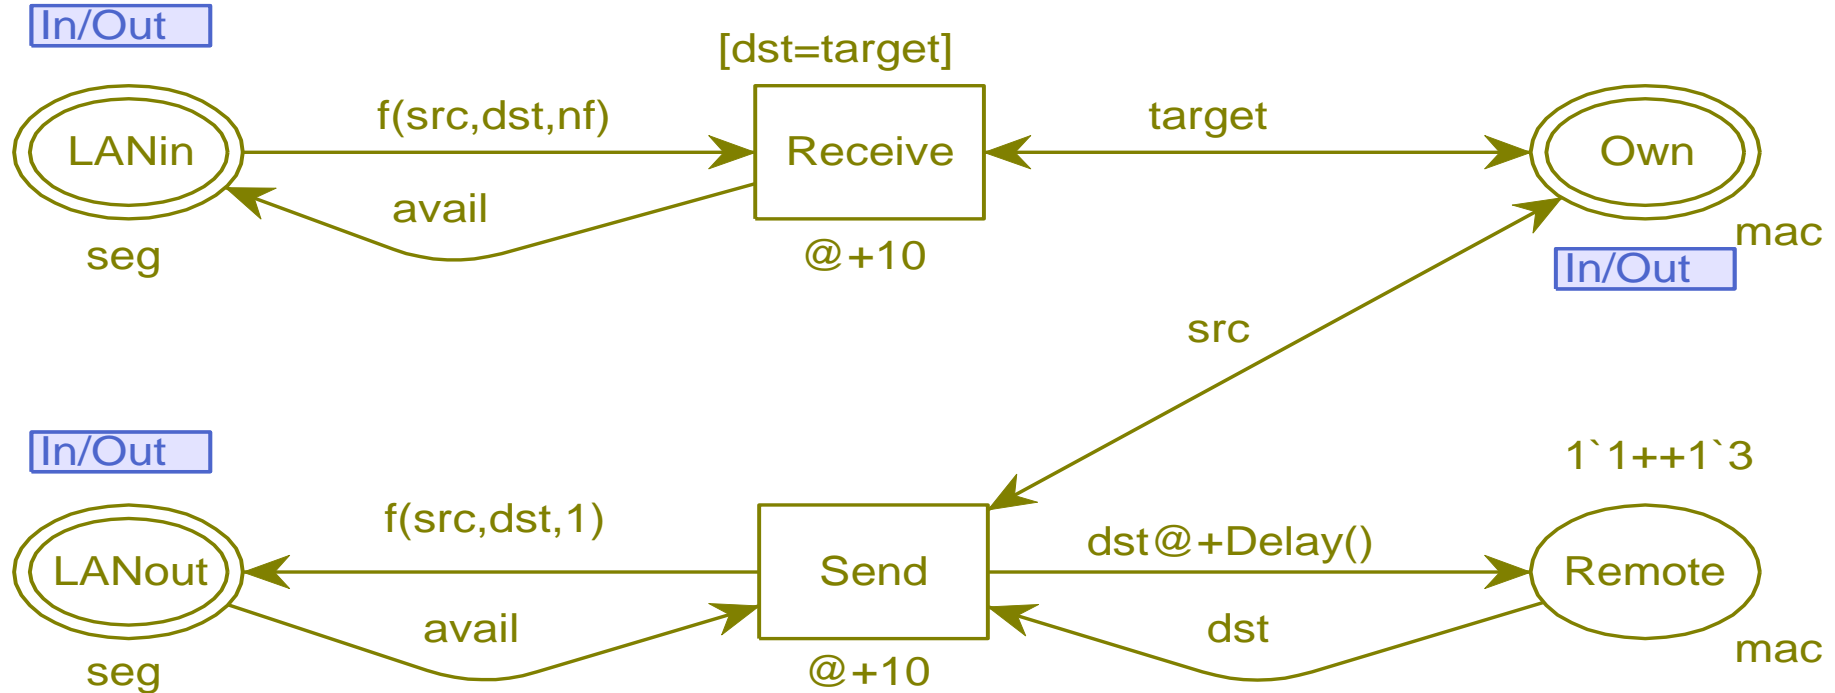 In/Out
[dst=target]
f(src,dst,nf)
target
LANin
Receive
Own
avail
mac
seg
@+10
In/Out
src
In/Out
1`1++1`3
f(src,dst,1)
dst@+Delay()
LANout
Send
Remote
avail
dst
mac
seg
@+10